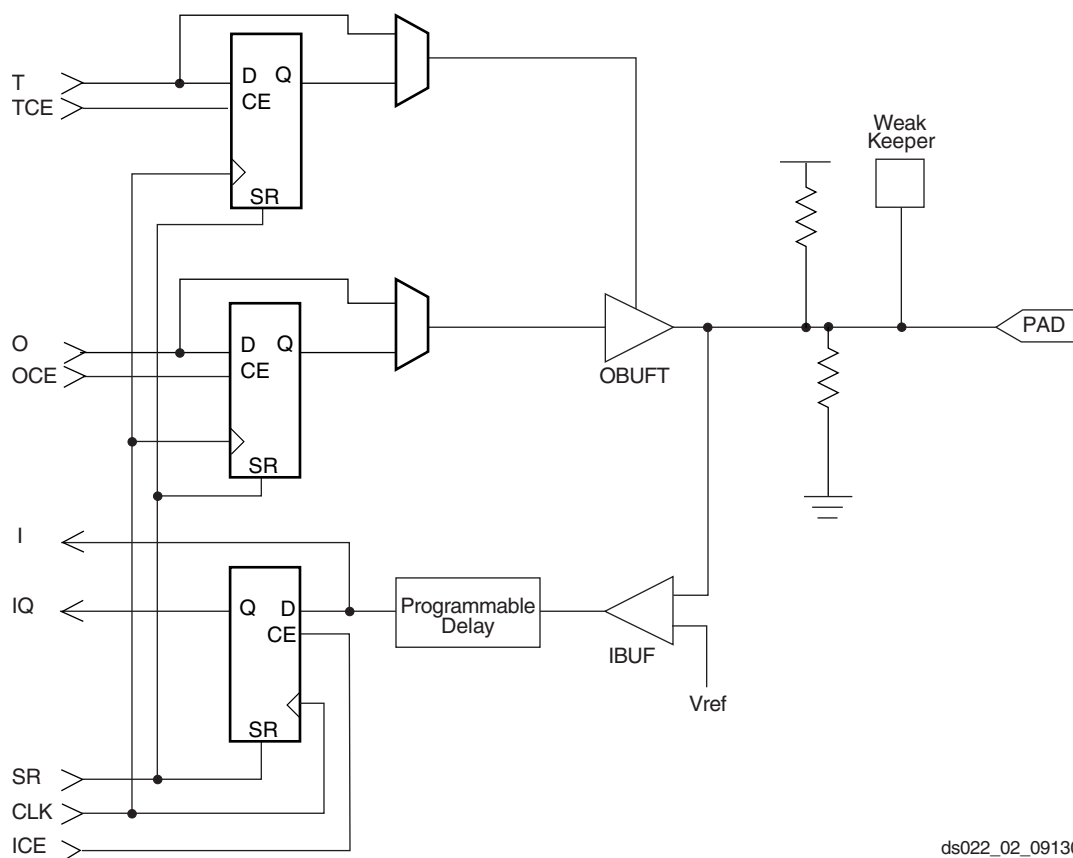 T
TCE
D Q
CE
SR
Weak
Keeper
O
OCE
D Q
CE
SR
OBUFT
PAD
I
IQ
Q D
CE
SR
Programmable
Delay
IBUF
Vref
SR
CLK
ICE